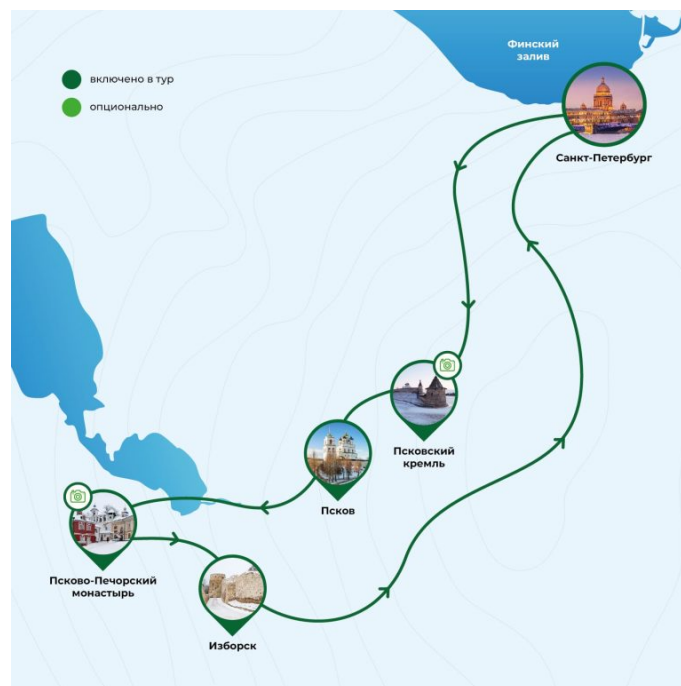 Финский
залив
включено в тур
опционально
Санкт-Петербург
Псковский
кремль
Псков
Псково-Печорский
монастырь
Изборск